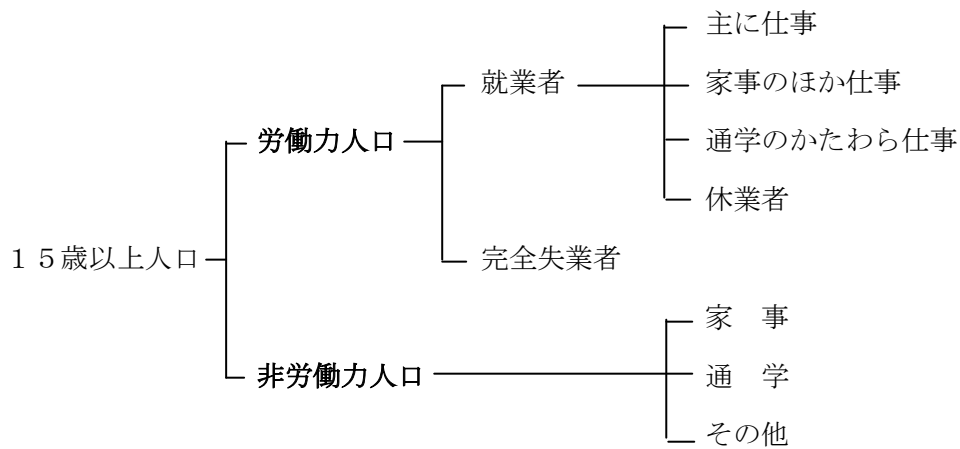 主に仕事
就業者
家事のほか仕事
労働力人口
通学のかたわら仕事
休業者
１５歳以上人口
完全失業者
家　事
非労働力人口
通　学
その他